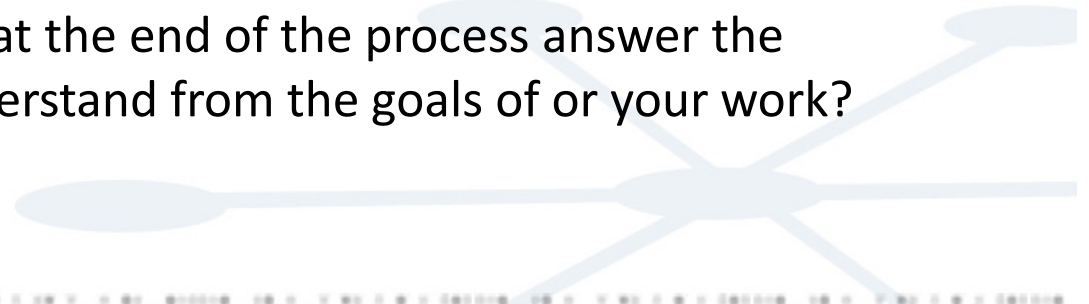 at the end of the process answer the
erstand from the goals of or your work?